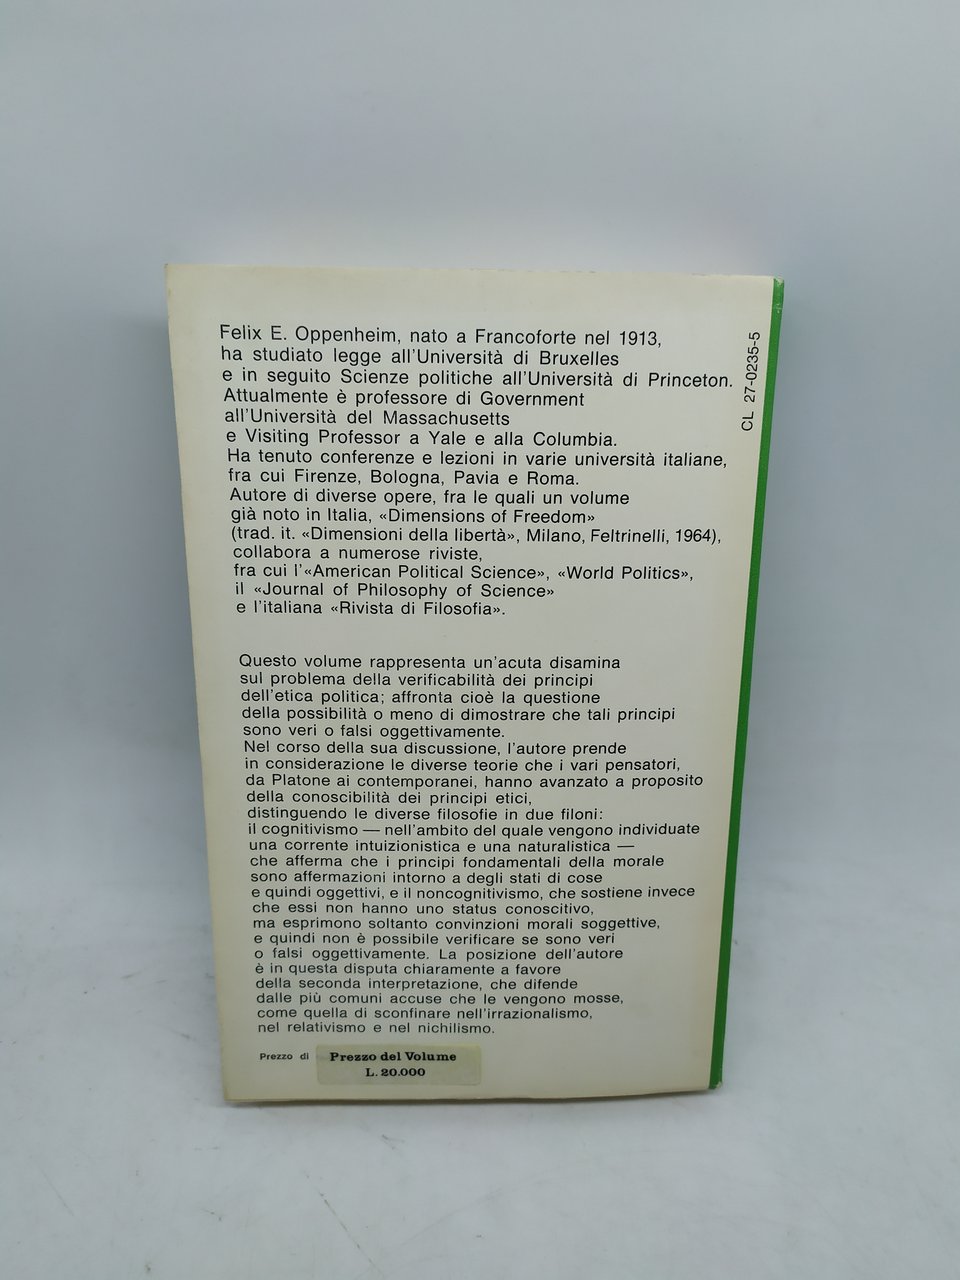 Felix E. Oppenheim, nato a Francoforte nel 1913,
ha studiato legge all'Università di Bruxelles
e in seguito Scienze politiche all'Università di Princeton.
Attualmente è professore di Government
all'Università del Massachusetts
e Visiting Professor a Yale e alla Columbia.
Ha tenuto conferenze e lezioni in varie università italiane,
fra cui Firenze, Bologna, Pavia e Roma.
Autore di diverse opere, fra le quali un volume
già noto in Italia, «Dimensions of Freedom»
(trad. it. «Dimensioni della libertà», Milano, Feltrinelli, 1964),
collabora a numerose riviste,
fra cui l'«American Political Science», «World Politics»,
il «Journal of Philosophy of Science»
e l'italiana «Rivista di Filosofia».
Questo volume rappresenta un'acuta disamina
sul problema della verificabilità dei principi
dell'etica politica; affronta cioè la questione
della possibilità o meno di dimostrare che tali principi
sono veri o falsi oggettivamente.
Nel corso della sua discussione, l'autore prende
in considerazione le diverse teorie che i vari pensatori,
da Platone ai contemporanei, hanno avanzato a proposito
della conoscibilità dei principi etici,
distinguendo le diverse filosofie in due filoni:
il cognitivismo — nell'ambito del quale vengono individuate
una corrente intuizionistica e una naturalistica —
che afferma che i principi fondamentali della morale
sono affermazioni intorno a degli stati di cose
e quindi oggettivi, e il noncognitivismo, che sostiene invece
che essi non hanno uno status conoscitivo,
ma esprimono soltanto convinzioni morali soggettive,
e quindi non è possibile verificare se sono veri
o falsi oggettivamente. La posizione dell'autore
è in questa disputa chiaramente a favore
della seconda interpretazione, che difende
dalle più comuni accuse che le vengono mosse,
come quella di sconfinare nell'irrazionalismo,
nel relativismo e nel nichilismo.
Prezzo di
Prezzo del Volume
L. 20.000
CL 27-0235-5